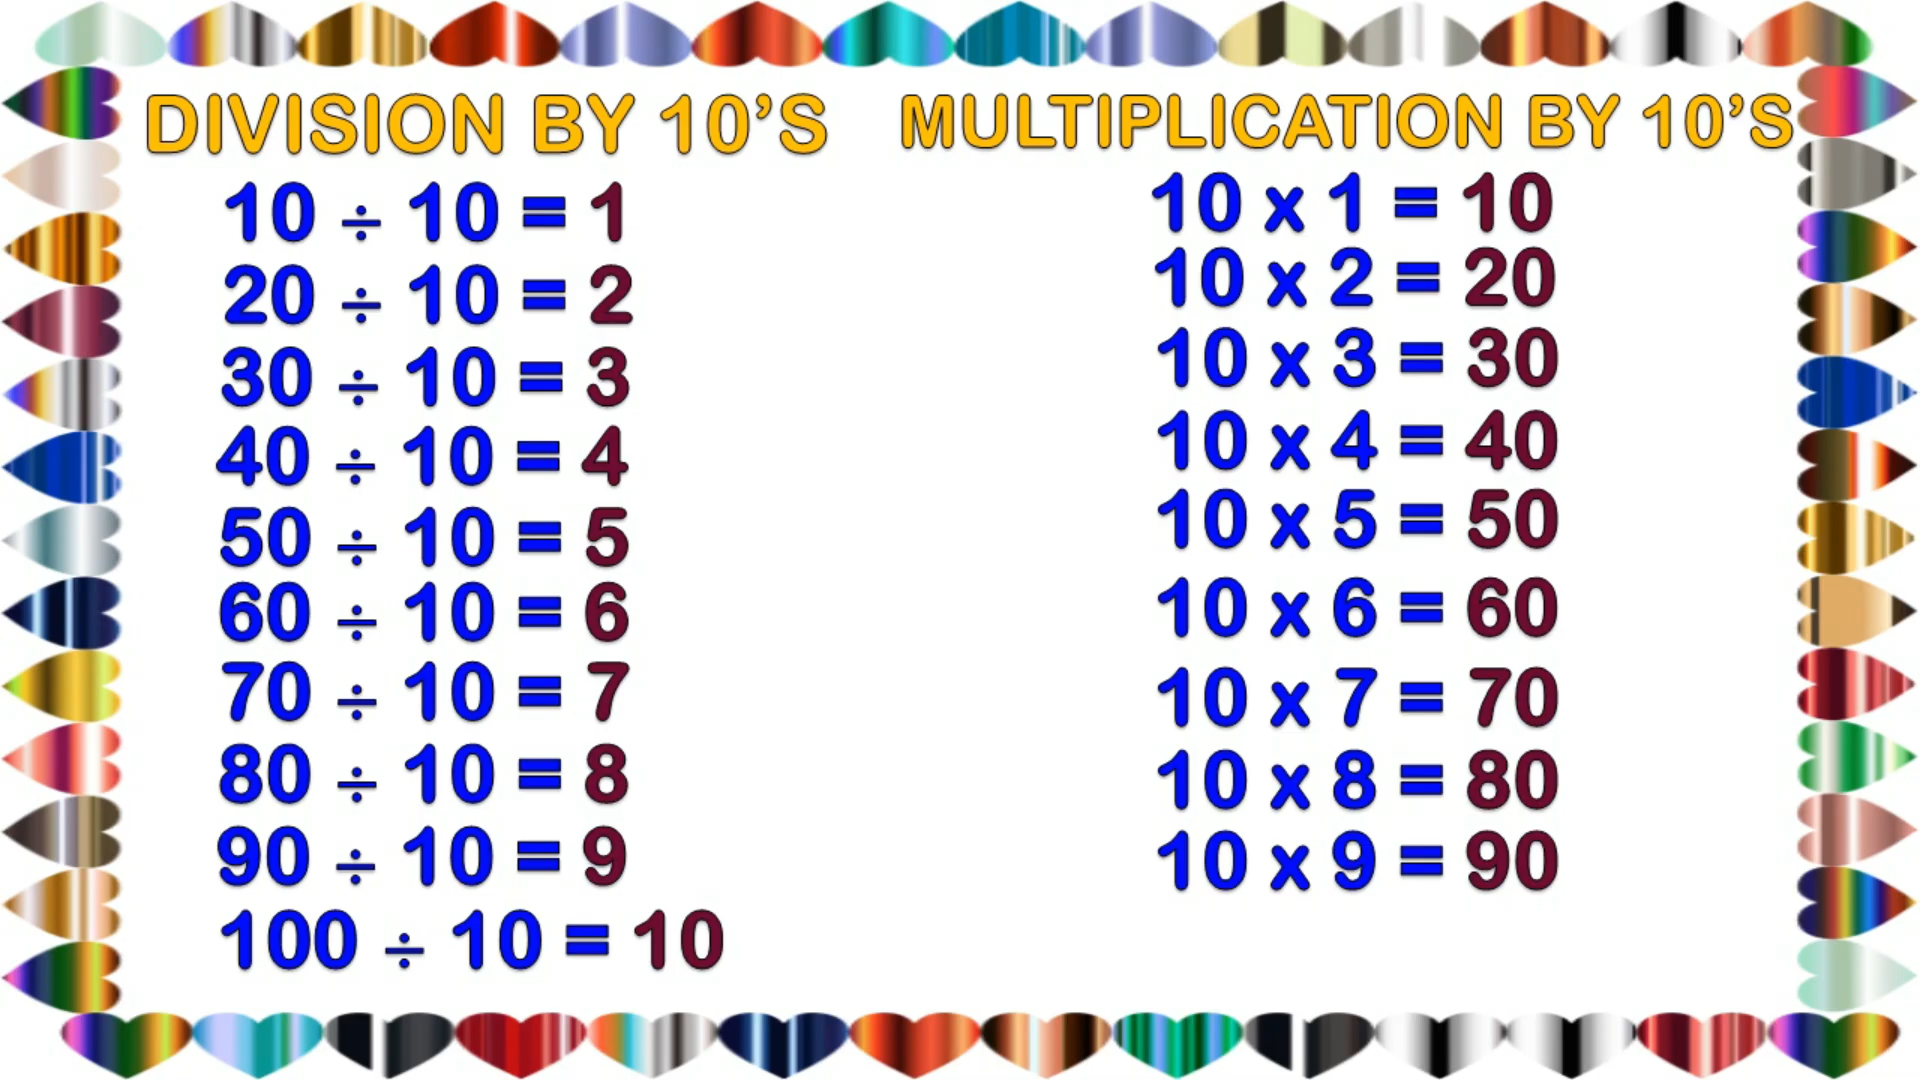 DIVISION BY 10’S
10 ÷ 10 = 1
20 ÷ 10 = 2
30 ÷ 10 = 3
40 ÷ 10 = 4
50 ÷ 10 = 5
60 ÷ 10 = 6
70 ÷ 10 = 7
80 ÷ 10 = 8
90 ÷ 10 = 9
100 ÷ 10 = 10
MULTIPLICATION BY 10’S
10 x 1 = 10
10 x 2 = 20
10 x 3 = 30
10 x 4 = 40
10 x 5 = 50
10 x 6 = 60
10 x 7 = 70
10 x 8 = 80
10 x 9 = 90